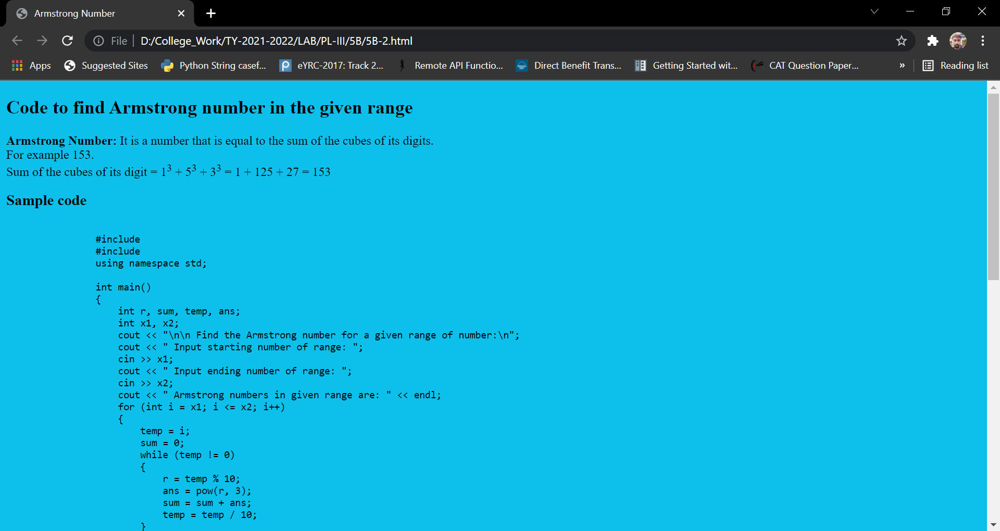 Armstrong Number
File D:/College_Work/TY-2021-2022/LAB/PL-III/5B/5B-2.html
Apps Suggested Sites Python String casef... eYRC-2017: Track 2... Remote API Functio... Direct Benefit Trans... Getting Started wit... CAT Question Paper... » Reading list
Code to find Armstrong number in the given range
Armstrong Number: It is a number that is equal to the sum of the cubes of its digits.
For example 153.
Sum of the cubes of its digit = 1³ + 5³ + 3³ = 1 + 125 + 27 = 153
Sample code
#include
#include
using namespace std;
int main()
{
int r, sum, temp, ans;
int x1, x2;
cout << "\n\n Find the Armstrong number for a given range of number:\n";
cout << " Input starting number of range: ";
cin >> x1;
cout << " Input ending number of range: ";
cin >> x2;
cout << " Armstrong numbers in given range are: " << endl;
for (int i = x1; i <= x2; i++)
{
temp = i;
sum = 0;
while (temp != 0)
{
r = temp % 10;
ans = pow(r, 3);
sum = sum + ans;
temp = temp / 10;
}